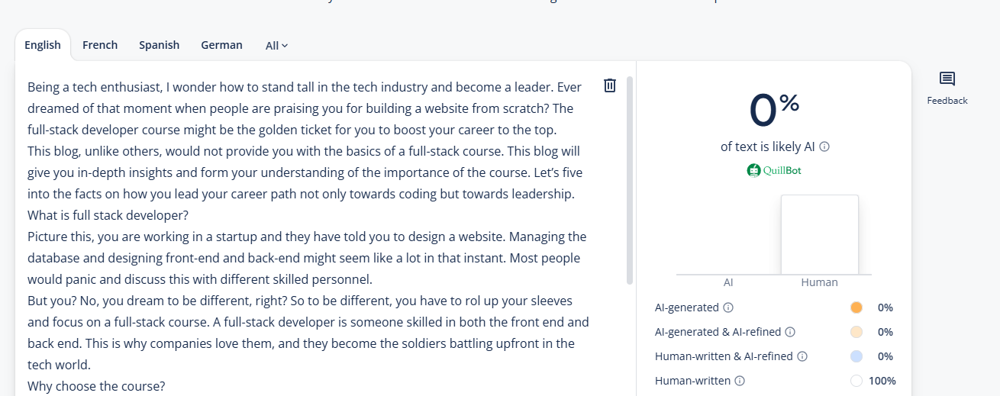 English French Spanish German All
Being a tech enthusiast, I wonder how to stand tall in the tech industry and become a leader. Ever
dreamed of that moment when people are praising you for building a website from scratch? The
full-stack developer course might be the golden ticket for you to boost your career to the top.
This blog, unlike others, would not provide you with the basics of a full-stack course. This blog will
give you in-depth insights and form your understanding of the importance of the course. Let's five
into the facts on how you lead your career path not only towards coding but towards leadership.
What is full stack developer?
Picture this, you are working in a startup and they have told you to design a website. Managing the
database and designing front-end and back-end might seem like a lot in that instant. Most people
would panic and discuss this with different skilled personnel.
But you? No, you dream to be different, right? So to be different, you have to rol up your sleeves
and focus on a full-stack course. A full-stack developer is someone skilled in both the front end and
back end. This is why companies love them, and they become the soldiers battling upfront in the
tech world.
Why choose the course?
0%
of text is likely AI
QuillBot
AI Human
AI-generated 0%
AI-generated & AI-refined 0%
Human-written & AI-refined 0%
Human-written 100%
Feedback